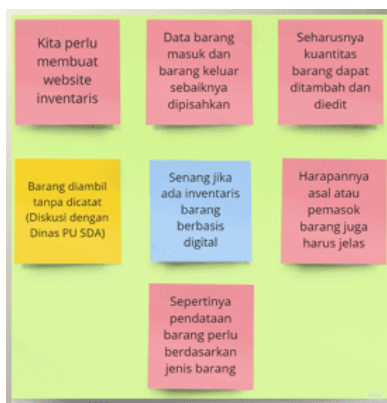 Kita perlu
membuat
website
inventaris
Data barang
masuk dan
barang keluar
sebaiknya
dipisahkan
Seharusnya
kuantitas
barang dapat
ditambah dan
diedit
Barang diambil
tanpa dicatat
(Diskusi dengan
Dinas PU SDA)
Senang jika
ada inventaris
barang
berbasis
digital
Harapannya
asal atau
pemasok
barang juga
harus jelas
Sepertinya
pendataan
barang perlu
berdasarkan
jenis barang